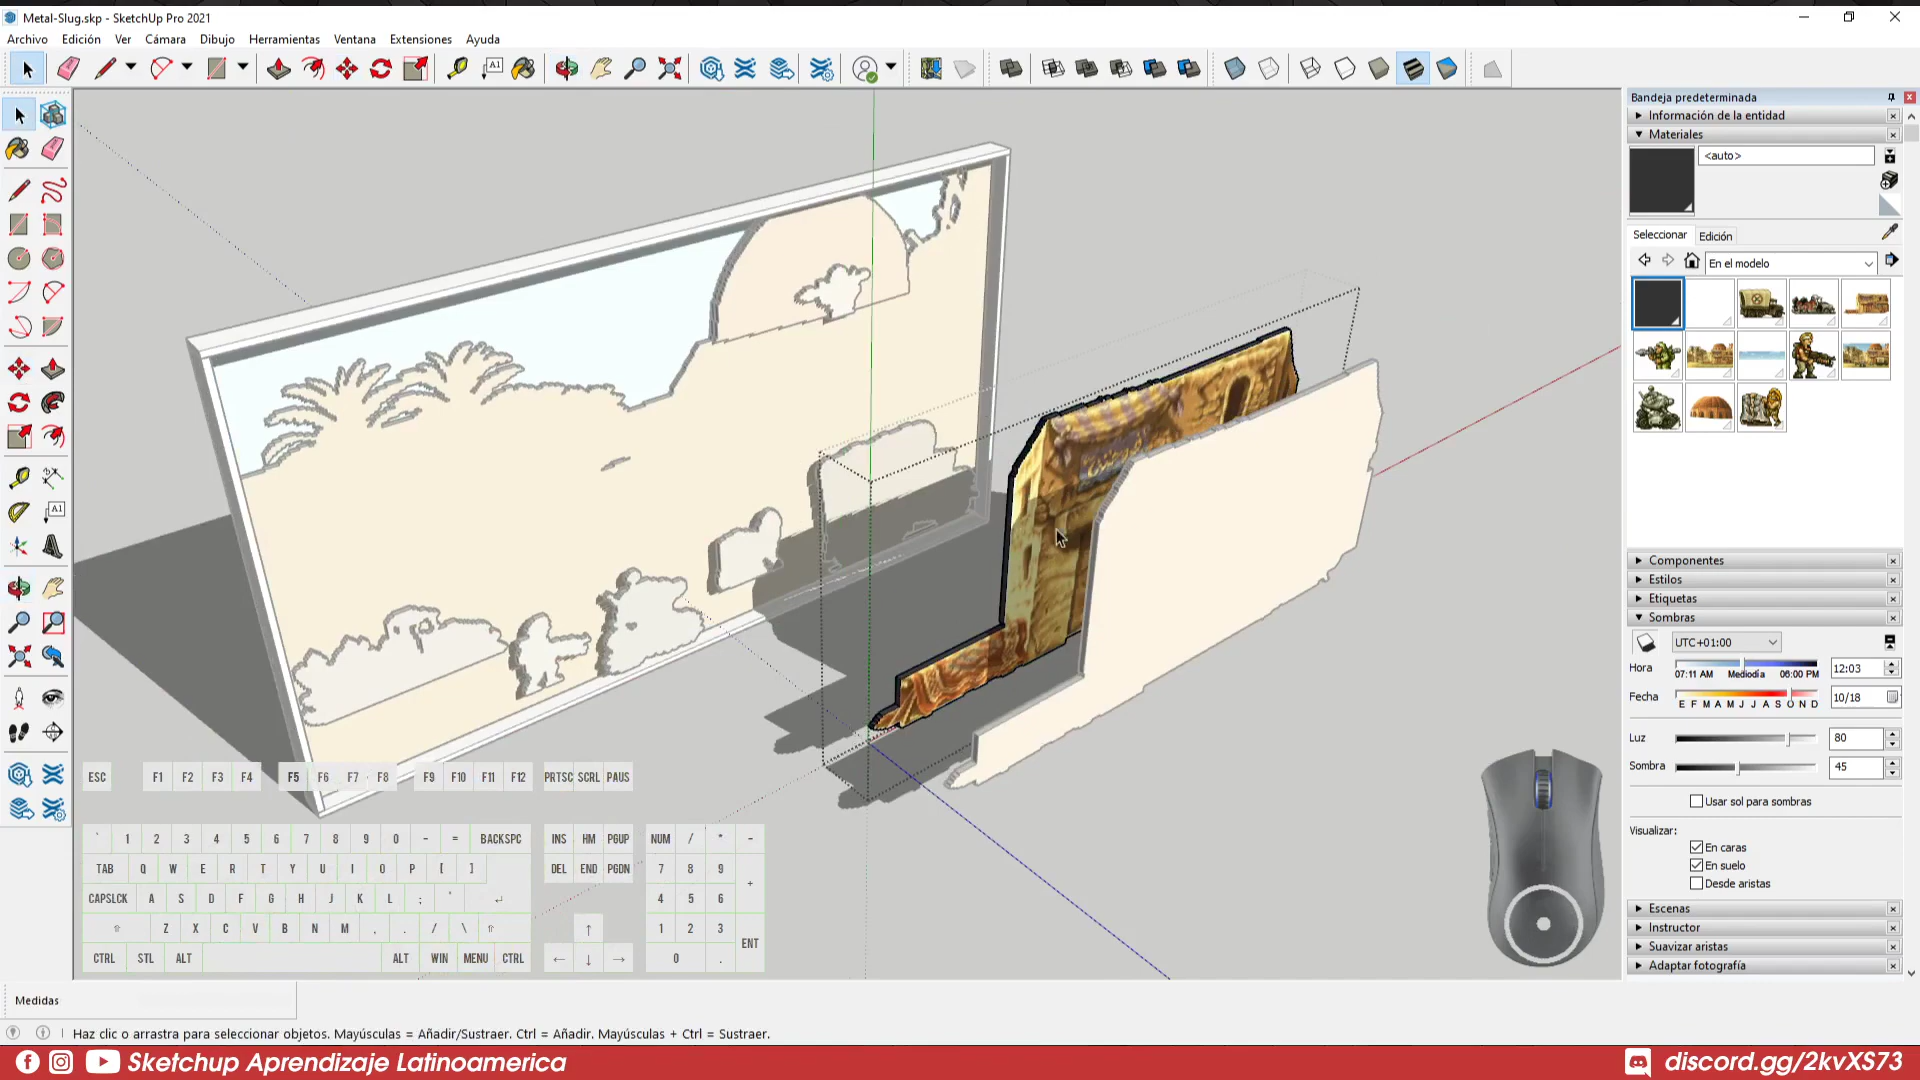 Metal-Slug.skp - SketchUp Pro 2021
Archivo Edición Ver Cámara Dibujo Herramientas Ventana Extensiones Ayuda
Bandeja predeterminada
Información de la entidad
Materiales
<auto>
Seleccionar Edición
En el modelo
Componentes
Estilos
Etiquetas
Sombras
UTC+01:00
Hora 07:11 AM Mediodía 06:00 PM 12:03
Fecha E F M A M J J A S O N D 10/18
Luz 80
Sombra 45
Usar sol para sombras
Visualizar:
En caras
En suelo
Desde aristas
Escenas
Instructor
Suavizar aristas
Adaptar fotografía
ESC F1 F2 F3 F4 F5 F6 F7 F8 F9 F10 F11 F12 PRTSC SCRL PAUS
` 1 2 3 4 5 6 7 8 9 0 - = BACKSPC INS HM PGUP NUM / * -
TAB Q W E R T Y U I O P [ ] DEL END PGDN 7 8 9 +
CAPSLCK A S D F G H J K L ; ' ↵ 4 5 6
⇧ Z X C V B N M , . / \ ⇧ ↑ 1 2 3 ENT
CTRL STL ALT ALT WIN MENU CTRL ← ↓ → 0 .
Medidas
Haz clic o arrastra para seleccionar objetos. Mayúsculas = Añadir/Sustraer. Ctrl = Añadir. Mayúsculas + Ctrl = Sustraer.
Sketchup Aprendizaje Latinoamerica
discord.gg/2kvXS73